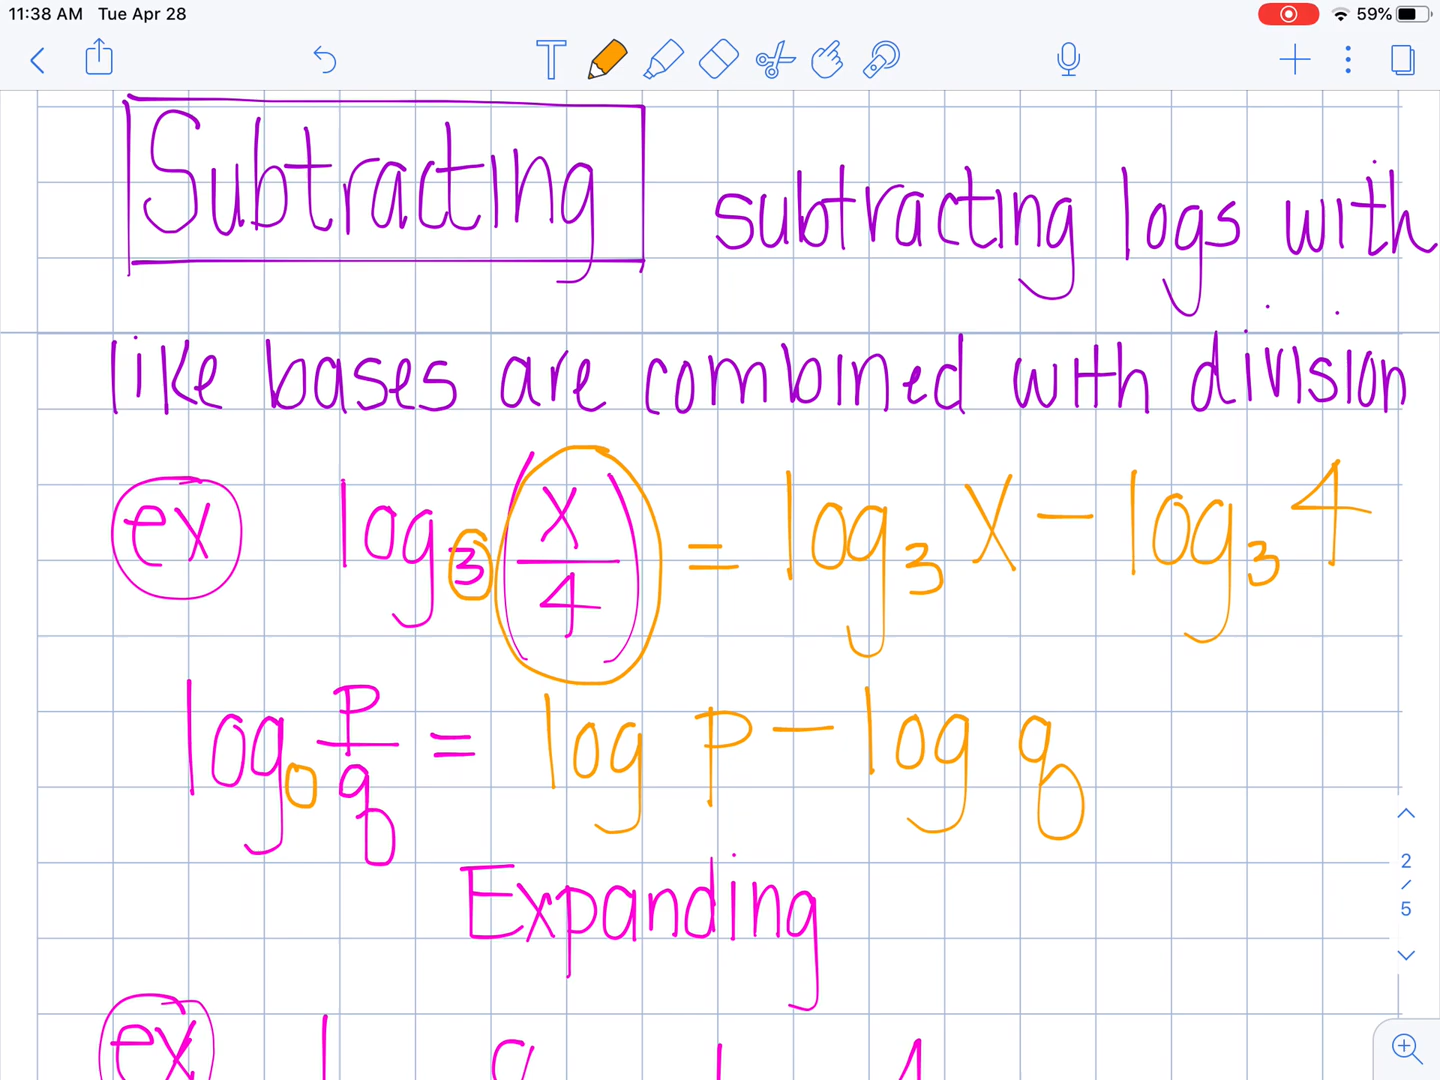 11:38 AM Tue Apr 28
59%
Subtracting subtracting logs with
like bases are combined with division
ex log₃(x/4) = log₃ x − log₃ 4
log p/q = log p − log q
Expanding
2/5
ex